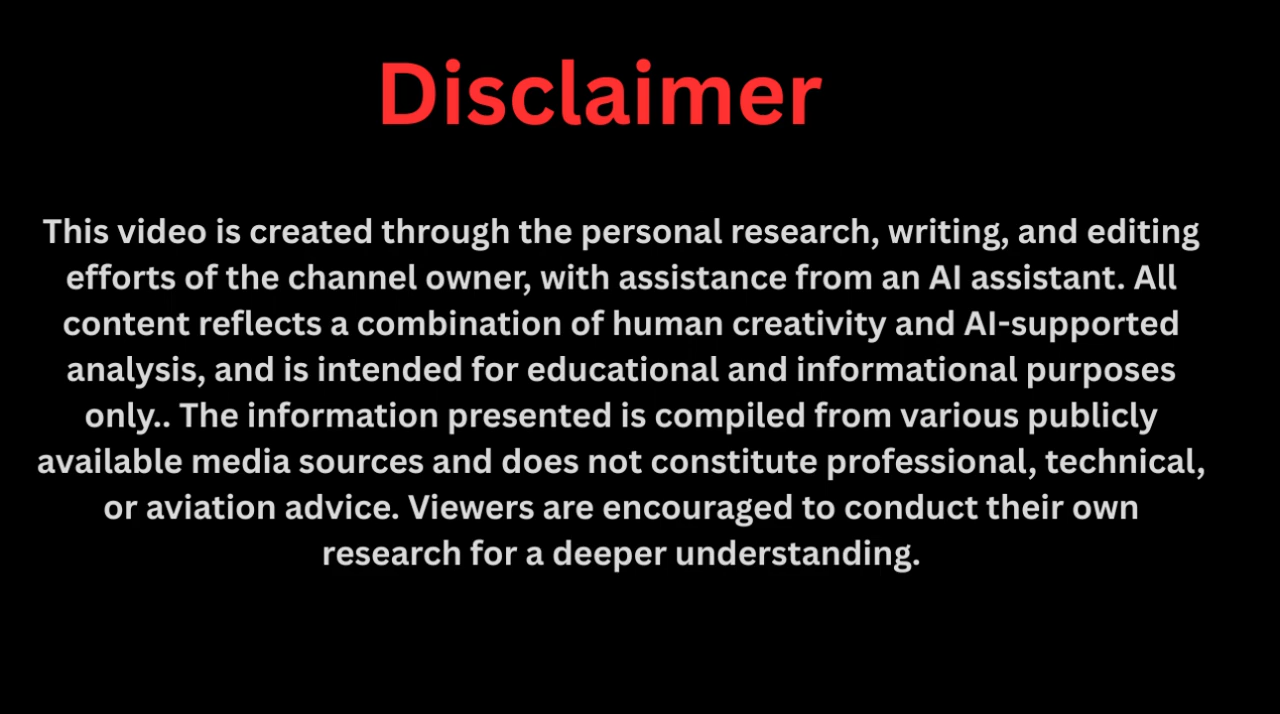 Disclaimer
This video is created through the personal research, writing, and editing
efforts of the channel owner, with assistance from an AI assistant. All
content reflects a combination of human creativity and AI-supported
analysis, and is intended for educational and informational purposes
only.. The information presented is compiled from various publicly
available media sources and does not constitute professional, technical,
or aviation advice. Viewers are encouraged to conduct their own
research for a deeper understanding.